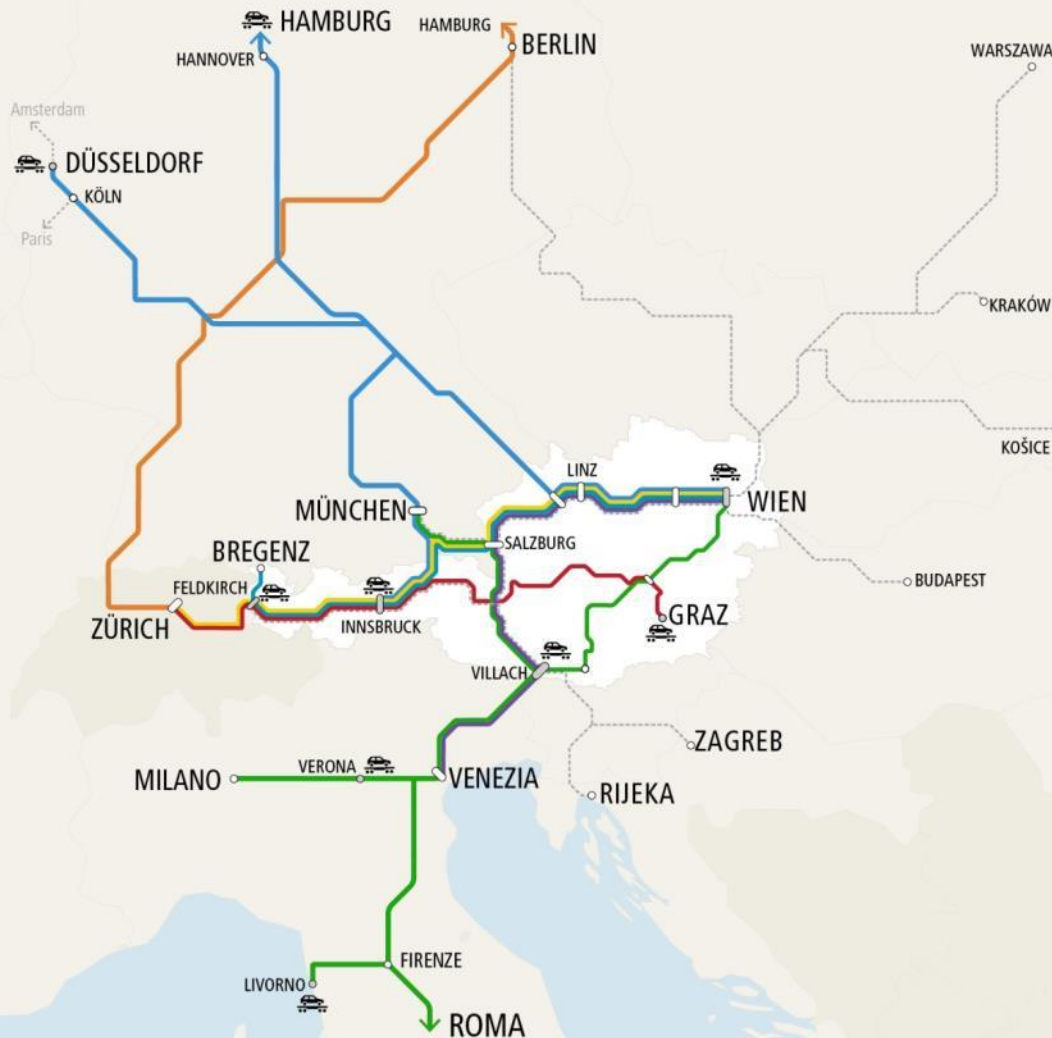 HAMBURG
HAMBURG
BERLIN
HANNOVER
WARSZAWA
Amsterdam
DÜSSELDORF
KÖLN
Paris
KRAKÓW
KOŠICE
LINZ
WIEN
MÜNCHEN
SALZBURG
BREGENZ
FELDKIRCH
BUDAPEST
ZÜRICH
INNSBRUCK
GRAZ
VILLACH
ZAGREB
MILANO
VERONA
VENEZIA
RIJEKA
FIRENZE
LIVORNO
ROMA